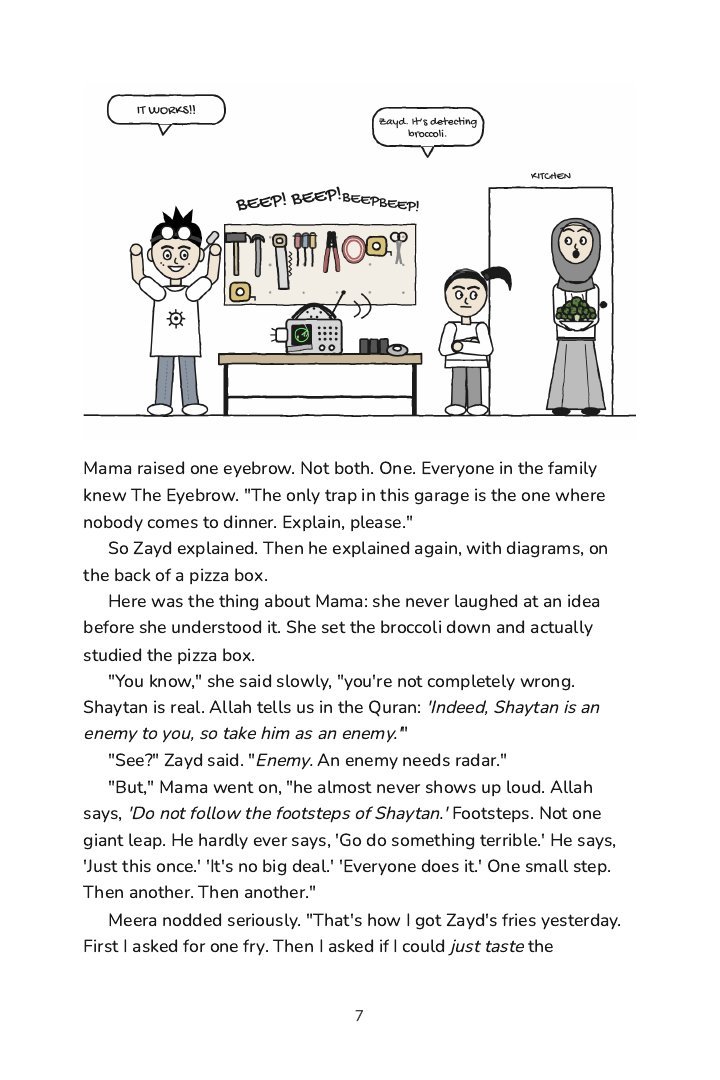 IT WORKS!!
Zayd. It's detecting
broccoli.
KITCHEN
BEEP! BEEP! BEEPBEEP!
Mama raised one eyebrow. Not both. One. Everyone in the family
knew The Eyebrow. "The only trap in this garage is the one where
nobody comes to dinner. Explain, please."
So Zayd explained. Then he explained again, with diagrams, on
the back of a pizza box.
Here was the thing about Mama: she never laughed at an idea
before she understood it. She set the broccoli down and actually
studied the pizza box.
"You know," she said slowly, "you're not completely wrong.
Shaytan is real. Allah tells us in the Quran: 'Indeed, Shaytan is an
enemy to you, so take him as an enemy.'"
"See?" Zayd said. "Enemy. An enemy needs radar."
"But," Mama went on, "he almost never shows up loud. Allah
says, 'Do not follow the footsteps of Shaytan.' Footsteps. Not one
giant leap. He hardly ever says, 'Go do something terrible.' He says,
'Just this once.' 'It's no big deal.' 'Everyone does it.' One small step.
Then another. Then another."
Meera nodded seriously. "That's how I got Zayd's fries yesterday.
First I asked for one fry. Then I asked if I could just taste the
7